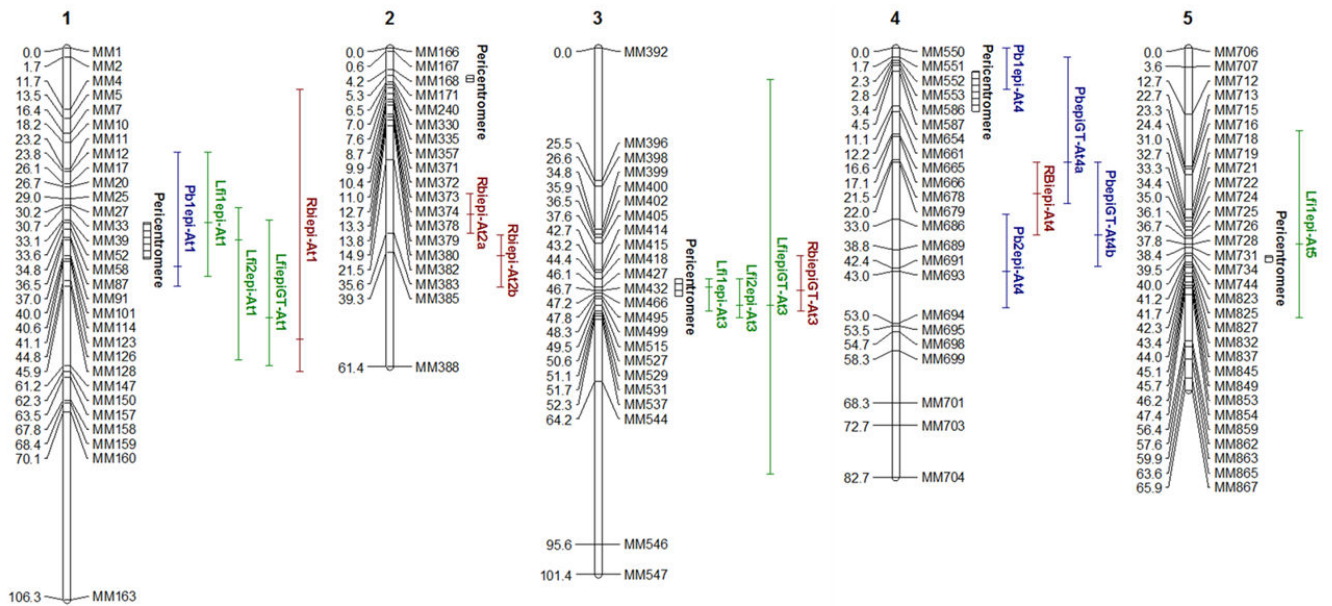 1
0.0 MM1
1.7 MM2
11.7 MM4
13.5 MM5
16.4 MM7
18.2 MM10
23.2 MM11
23.8 MM12
26.1 MM17
26.7 MM20
29.0 MM25
30.2 MM27
30.7 MM33
33.1 MM39
33.6 MM52
34.8 MM58
36.5 MM87
37.0 MM91
40.0 MM101
40.6 MM114
41.1 MM123
44.8 MM126
45.9 MM128
61.2 MM147
62.3 MM150
63.5 MM157
67.8 MM158
68.4 MM159
70.1 MM160
106.3 MM163
Pericentromere
Pb1epi-At1
Lfi1epi-At1
Lfi2epi-At1
LfiepiGT-At1
Rbiepi-At1
2
0.0 MM166
0.6 MM167
4.2 MM168
5.3 MM171
6.5 MM240
7.0 MM330
7.6 MM335
8.7 MM357
9.9 MM371
10.4 MM372
11.0 MM373
12.7 MM374
13.3 MM378
13.8 MM379
14.9 MM380
21.5 MM382
35.6 MM383
39.3 MM385
61.4 MM388
Pericentromere
Rbiepi-At2a
Rbiepi-At2b
3
0.0 MM392
25.5 MM396
26.6 MM398
34.8 MM399
35.9 MM400
36.5 MM402
37.6 MM405
42.7 MM414
43.2 MM415
44.4 MM418
46.1 MM427
46.7 MM432
47.2 MM466
47.8 MM495
48.3 MM499
49.5 MM515
50.6 MM527
51.1 MM529
51.7 MM531
52.3 MM537
64.2 MM544
95.6 MM546
101.4 MM547
Pericentromere
Lfi1epi-At3
Lfi2epi-At3
LfiepiGT-At3
RbiepiGT-At3
4
0.0 MM550
1.7 MM551
2.3 MM552
2.8 MM553
3.4 MM586
4.5 MM587
11.1 MM654
12.2 MM661
16.6 MM665
17.1 MM666
21.5 MM678
22.0 MM679
33.0 MM686
38.8 MM689
42.4 MM691
43.0 MM693
53.0 MM694
53.5 MM695
54.7 MM698
58.3 MM699
68.3 MM701
72.7 MM703
82.7 MM704
Pericentromere
Pb1epi-At4
Pb2epi-At4
RBiepi-At4
PbepiGT-At4a
PbepiGT-At4b
5
0.0 MM706
3.6 MM707
12.7 MM712
22.7 MM713
23.3 MM715
24.4 MM716
31.0 MM718
32.7 MM719
33.3 MM721
34.4 MM722
35.0 MM724
36.1 MM725
36.7 MM726
37.8 MM728
38.4 MM731
39.5 MM734
40.0 MM744
41.2 MM823
41.7 MM825
42.3 MM827
43.4 MM832
44.0 MM837
45.1 MM845
45.7 MM849
46.2 MM853
47.4 MM854
56.4 MM859
57.6 MM862
59.9 MM863
63.6 MM865
65.9 MM867
Pericentromere
Lfi1epi-At5